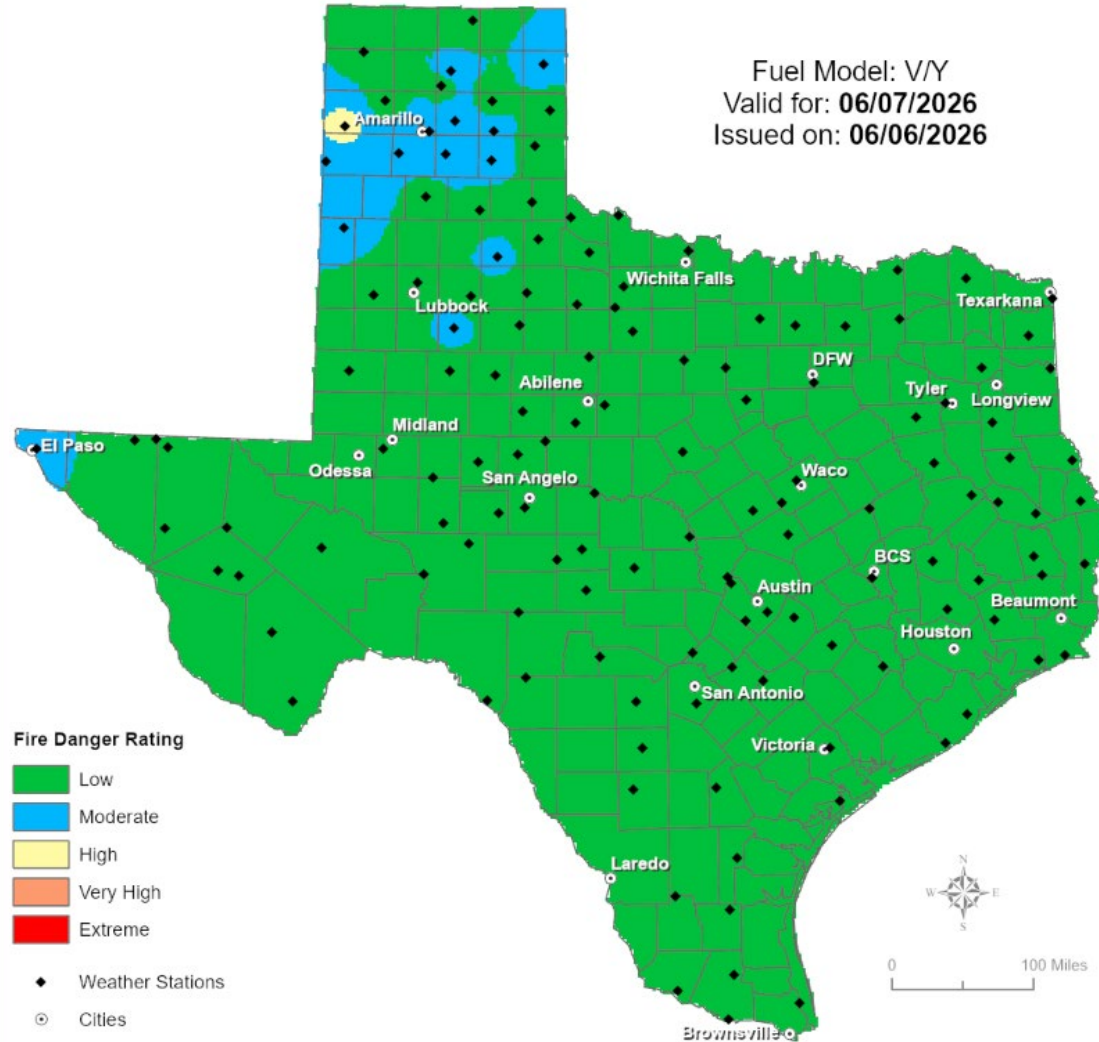 Fuel Model: V/Y
Valid for: 06/07/2026
Issued on: 06/06/2026
Amarillo
Wichita Falls
Lubbock
Texarkana
DFW
Abilene
Tyler
Longview
Midland
El Paso
Odessa
San Angelo
Waco
BCS
Austin
Beaumont
Houston
San Antonio
Victoria
Laredo
Brownsville
Fire Danger Rating
Low
Moderate
High
Very High
Extreme
Weather Stations
Cities
N
W E
S
0 100 Miles